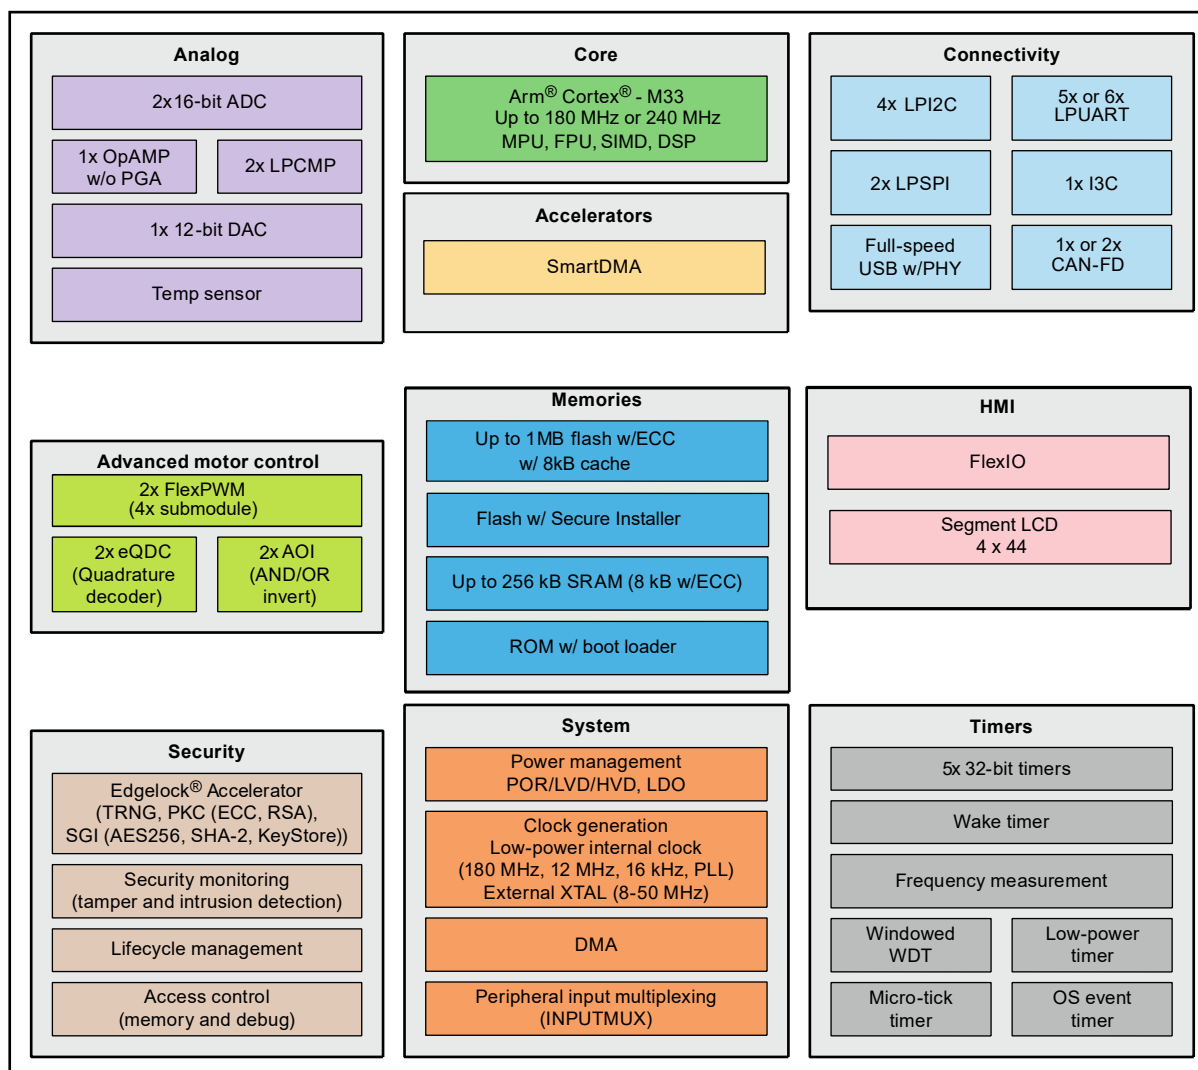 Analog
2x16-bit ADC
1x OpAMP
w/o PGA
2x LPCMP
1x 12-bit DAC
Temp sensor
Core
Arm® Cortex® - M33
Up to 180 MHz or 240 MHz
MPU, FPU, SIMD, DSP
Accelerators
SmartDMA
Connectivity
4x LPI2C
5x or 6x
LPUART
2x LPSPI
1x I3C
Full-speed
USB w/PHY
1x or 2x
CAN-FD
Advanced motor control
2x FlexPWM
(4x submodule)
2x eQDC
(Quadrature
decoder)
2x AOI
(AND/OR
invert)
Memories
Up to 1MB flash w/ECC
w/ 8kB cache
Flash w/ Secure Installer
Up to 256 kB SRAM (8 kB w/ECC)
ROM w/ boot loader
HMI
FlexIO
Segment LCD
4 x 44
Security
Edgelock® Accelerator
(TRNG, PKC (ECC, RSA),
SGI (AES256, SHA-2, KeyStore))
Security monitoring
(tamper and intrusion detection)
Lifecycle management
Access control
(memory and debug)
System
Power management
POR/LVD/HVD, LDO
Clock generation
Low-power internal clock
(180 MHz, 12 MHz, 16 kHz, PLL)
External XTAL (8-50 MHz)
DMA
Peripheral input multiplexing
(INPUTMUX)
Timers
5x 32-bit timers
Wake timer
Frequency measurement
Windowed
WDT
Low-power
timer
Micro-tick
timer
OS event
timer